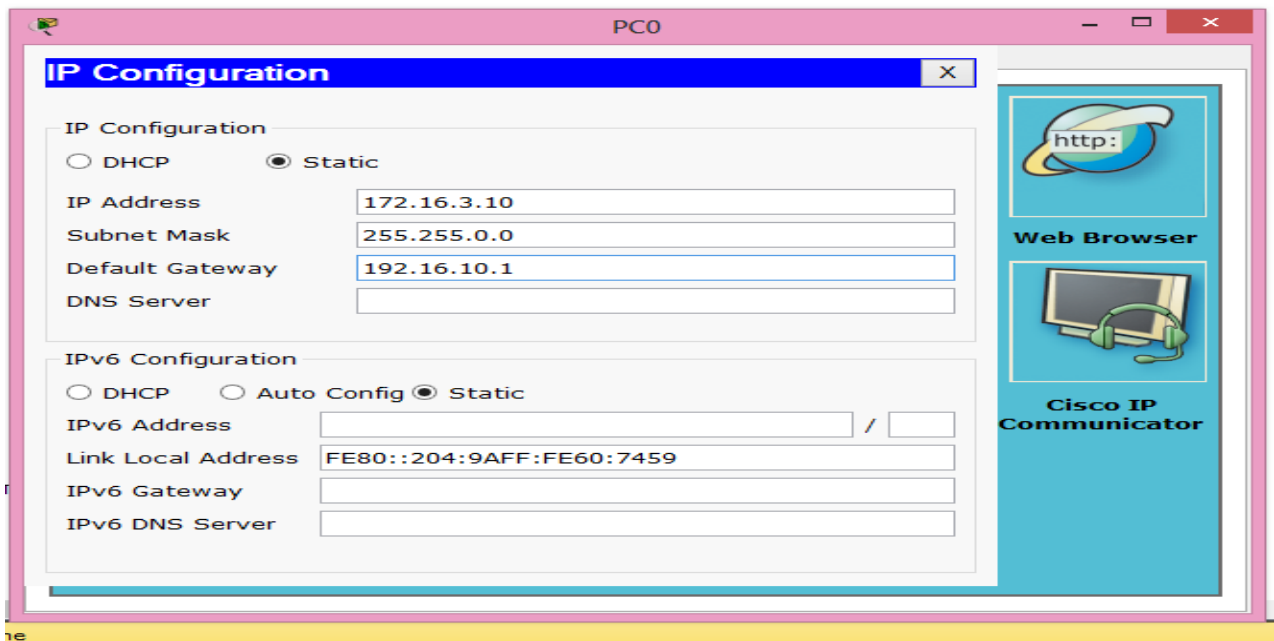 PC0
IP Configuration
X
IP Configuration
DHCP Static
IP Address 172.16.3.10
Subnet Mask 255.255.0.0
Default Gateway 192.16.10.1
DNS Server
IPv6 Configuration
DHCP Auto Config Static
IPv6 Address /
Link Local Address FE80::204:9AFF:FE60:7459
IPv6 Gateway
IPv6 DNS Server
http:
Web Browser
Cisco IP
Communicator